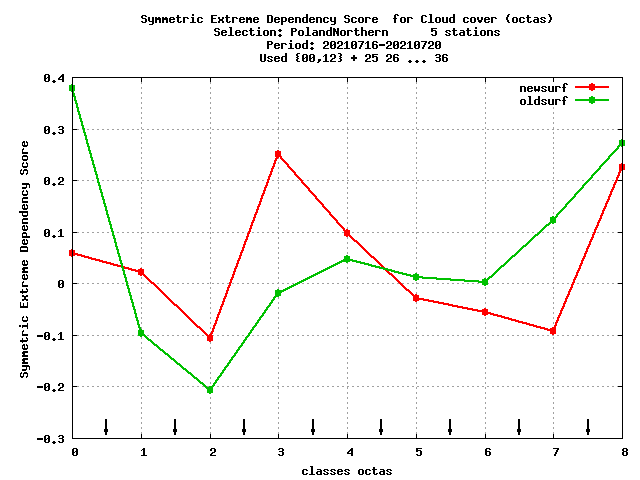 Symmetric Extreme Dependency Score  for Cloud cover (octas)
Selection: PolandNorthern      5 stations
Period: 20210716-20210720
Used {00,12} + 25 26 ... 36
newsurf
oldsurf
0.4
0.3
0.2
0.1
0
-0.1
-0.2
-0.3
Symmetric Extreme Dependency Score
0 1 2 3 4 5 6 7 8
classes octas